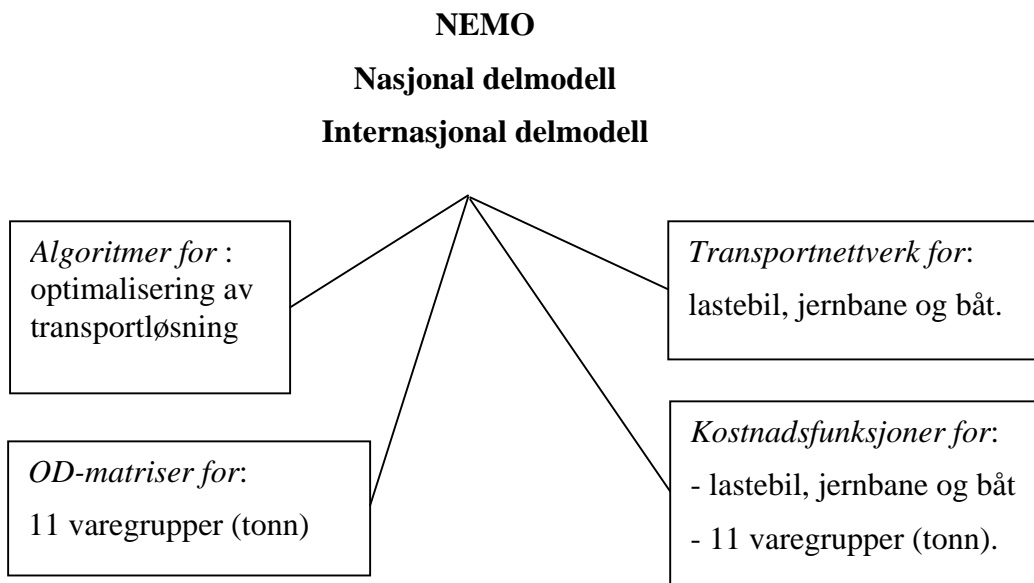 NEMO
Nasjonal delmodell
Internasjonal delmodell
Algoritmer for :
optimalisering av
transportløsning
Transportnettverk for:
lastebil, jernbane og båt.
OD-matriser for:
11 varegrupper (tonn)
Kostnadsfunksjoner for:
- lastebil, jernbane og båt
- 11 varegrupper (tonn).